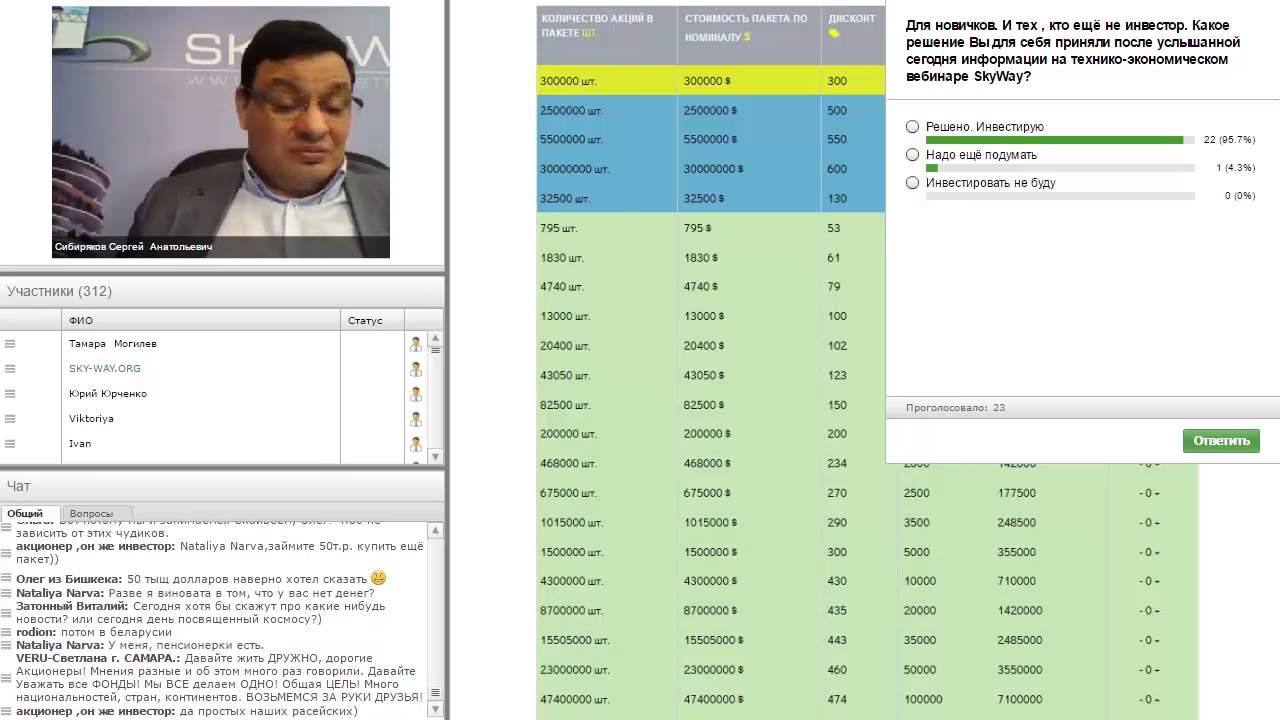 SKYW
Сибиряков Сергей Анатольевич
Участники (312)
ФИО Статус
Тамара Могилев
SKY-WAY.ORG
Юрий Юрченко
Viktoriya
Ivan
Чат
Общий Вопросы
зависить от этих чудиков.
акционер ,он же инвестор: Nataliya Narva,займите 50т.р. купить ещё
пакет))
Олег из Бишкека: 50 тыщ долларов наверно хотел сказать
Nataliya Narva: Разве я виновата в том, что у вас нет денег?
Затонный Виталий: Сегодня хотя бы скажут про какие нибудь
новости? или сегодня день посвященный космосу?)
rodion: потом в беларусии
Nataliya Narva: У меня, пенсионерки есть.
VERU-Светлана г. САМАРА.: Давайте жить ДРУЖНО, дорогие
Акционеры! Мнения разные и об этом много раз говорили. Давайте
Уважать все ФОНДЫ! Мы ВСЕ делаем ОДНО! Общая ЦЕЛЬ! Много
национальностей, стран, континентов. ВОЗЬМЕМСЯ ЗА РУКИ ДРУЗЬЯ!
акционер ,он же инвестор: да простых наших расейских)
КОЛИЧЕСТВО АКЦИЙ В СТОИМОСТЬ ПАКЕТА ПО ДИСКОНТ
ПАКЕТЕ ШТ. НОМИНАЛУ $
300000 шт. 300000 $ 300
2500000 шт. 2500000 $ 500
5500000 шт. 5500000 $ 550
30000000 шт. 30000000 $ 600
32500 шт. 32500 $ 130
795 шт. 795 $ 53
1830 шт. 1830 $ 61
4740 шт. 4740 $ 79
13000 шт. 13000 $ 100
20400 шт. 20400 $ 102
43050 шт. 43050 $ 123
82500 шт. 82500 $ 150
200000 шт. 200000 $ 200
468000 шт. 468000 $ 234 2000 142000 - 0 -
675000 шт. 675000 $ 270 2500 177500 - 0 -
1015000 шт. 1015000 $ 290 3500 248500 - 0 -
1500000 шт. 1500000 $ 300 5000 355000 - 0 -
4300000 шт. 4300000 $ 430 10000 710000 - 0 -
8700000 шт. 8700000 $ 435 20000 1420000 - 0 -
15505000 шт. 15505000 $ 443 35000 2485000 - 0 -
23000000 шт. 23000000 $ 460 50000 3550000 - 0 -
47400000 шт. 47400000 $ 474 100000 7100000 - 0 -
Для новичков. И тех , кто ещё не инвестор. Какое
решение Вы для себя приняли после услышанной
сегодня информации на технико-экономическом
вебинаре SkyWay?
Решено. Инвестирую
22 (95.7%)
Надо ещё подумать
1 (4.3%)
Инвестировать не буду
0 (0%)
Проголосовало: 23
Ответить